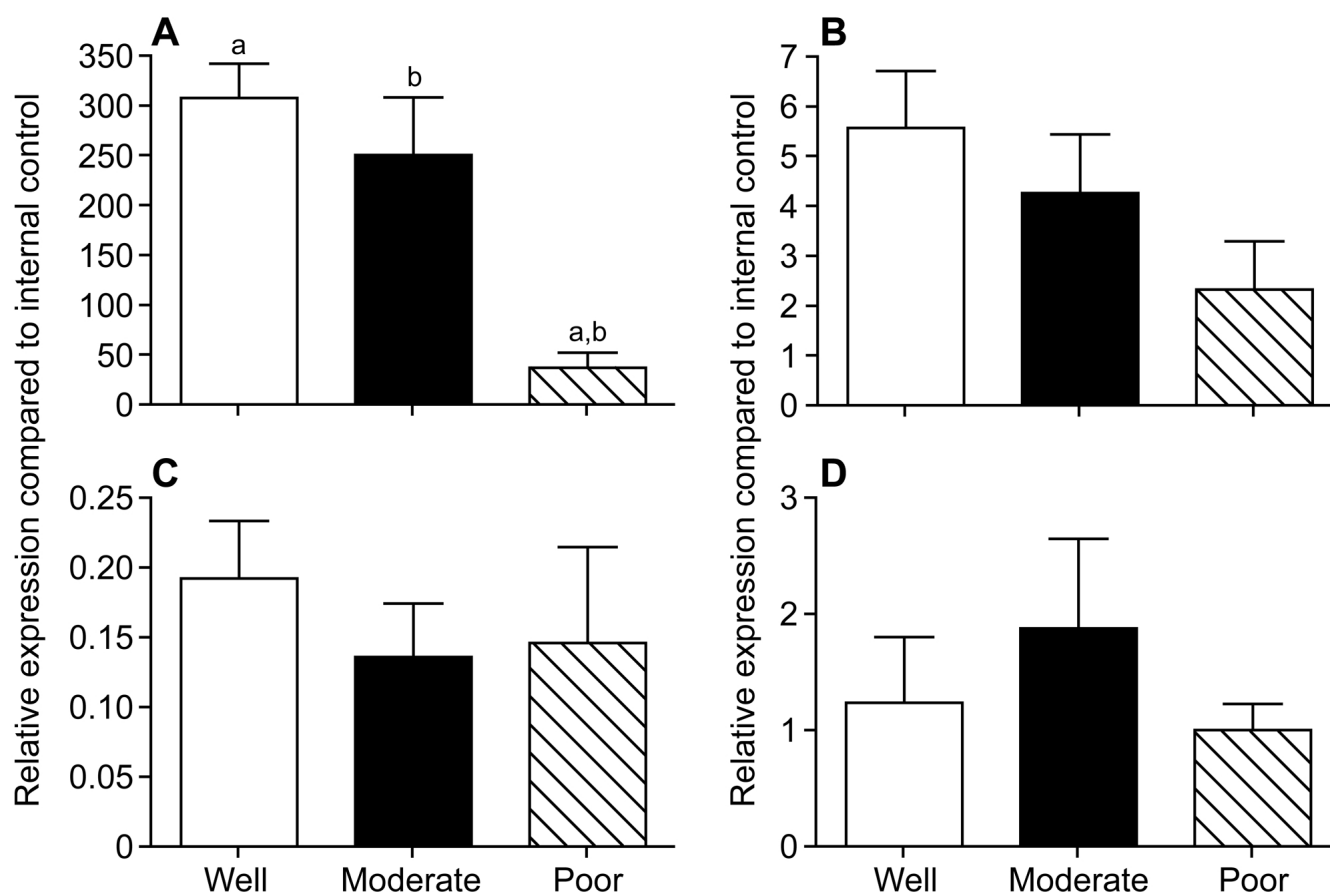 A
Relative expression compared to internal control
350
300
250
200
150
100
50
0
a
b
a,b
B
Relative expression compared to internal control
7
6
5
4
3
2
1
0
C
0.25
0.20
0.15
0.10
0.05
0
Well
Moderate
Poor
D
3
2
1
0
Well
Moderate
Poor